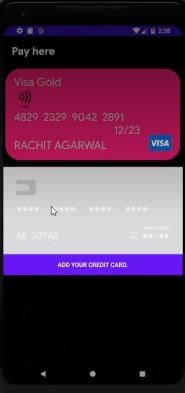 2:38
Pay here
Visa Gold
4829 2329 9042 2891
12/23
RACHIT AGARWAL
VISA
**** **** **** ****
AD SOYAD
**/**
ADD YOUR CREDIT CARD.